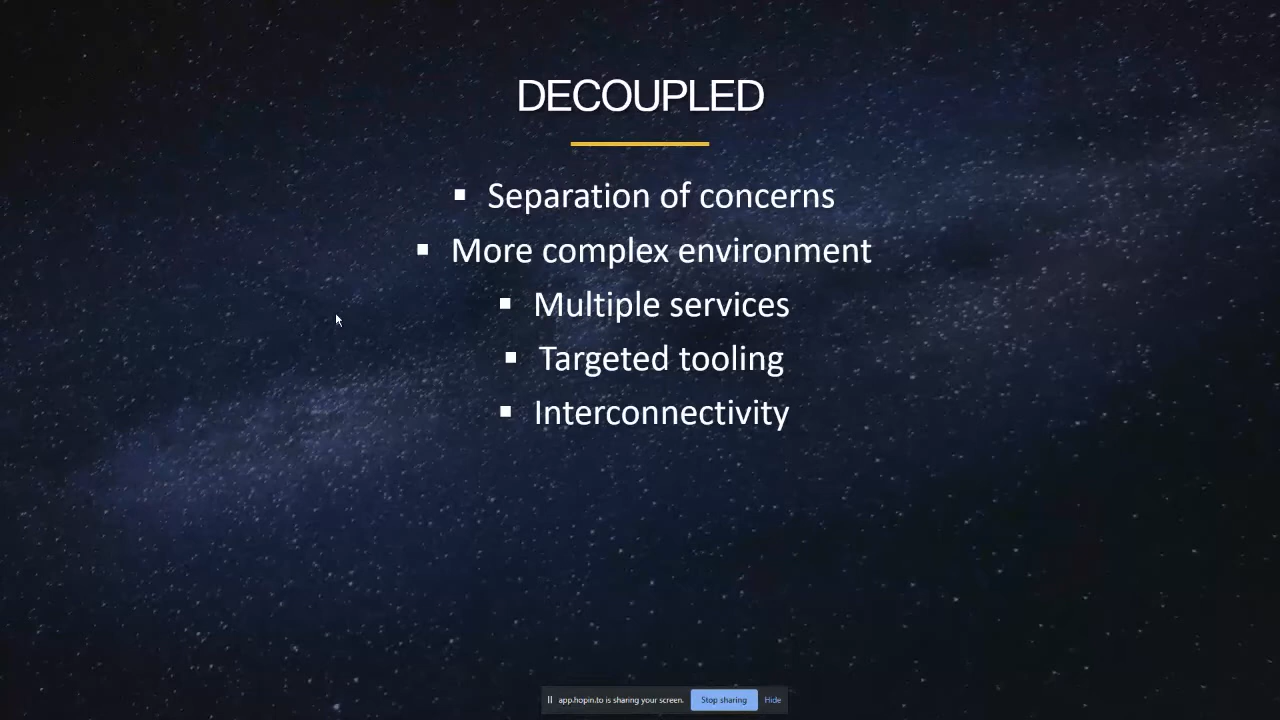 DECOUPLED
▪ Separation of concerns
▪ More complex environment
▪ Multiple services
▪ Targeted tooling
▪ Interconnectivity
app.hopin.to is sharing your screen. Stop sharing Hide